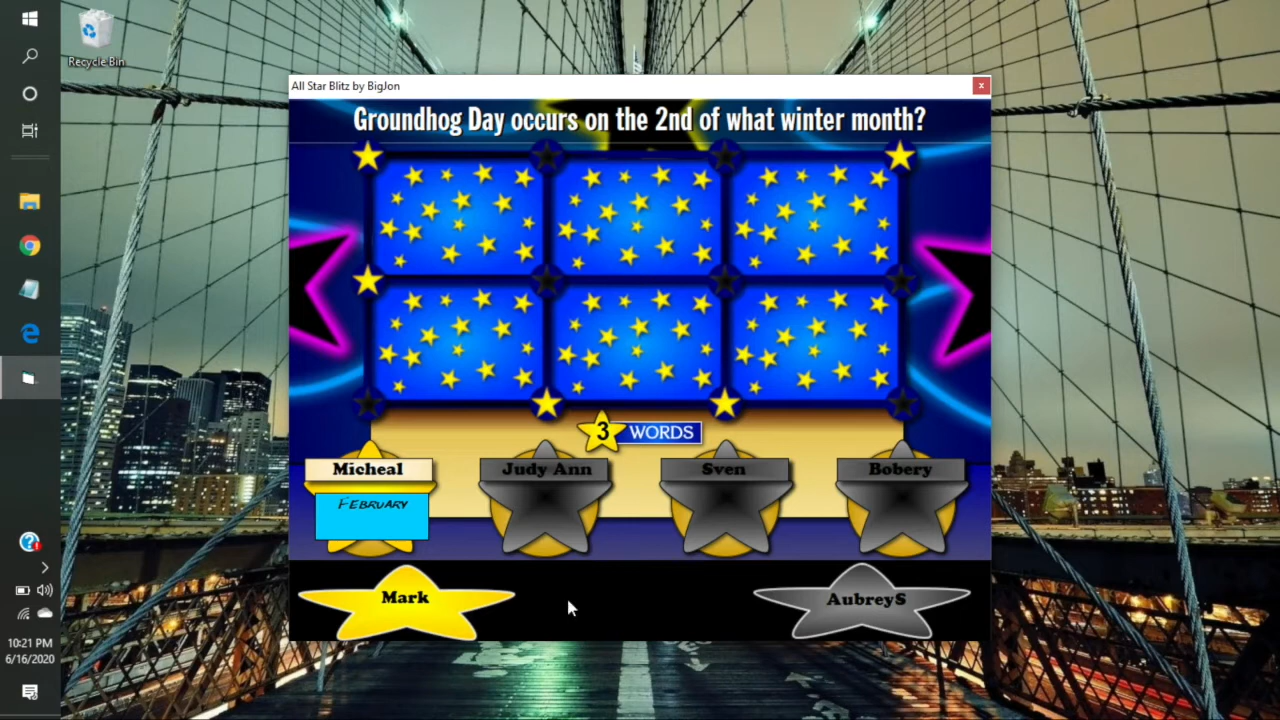 Recycle Bin
All Star Blitz by BigJon
x
Groundhog Day occurs on the 2nd of what winter month?
3 WORDS
Micheal
Judy Ann
Sven
Bobery
FEBRUARY
Mark
AubreyS
10:21 PM
6/16/2020